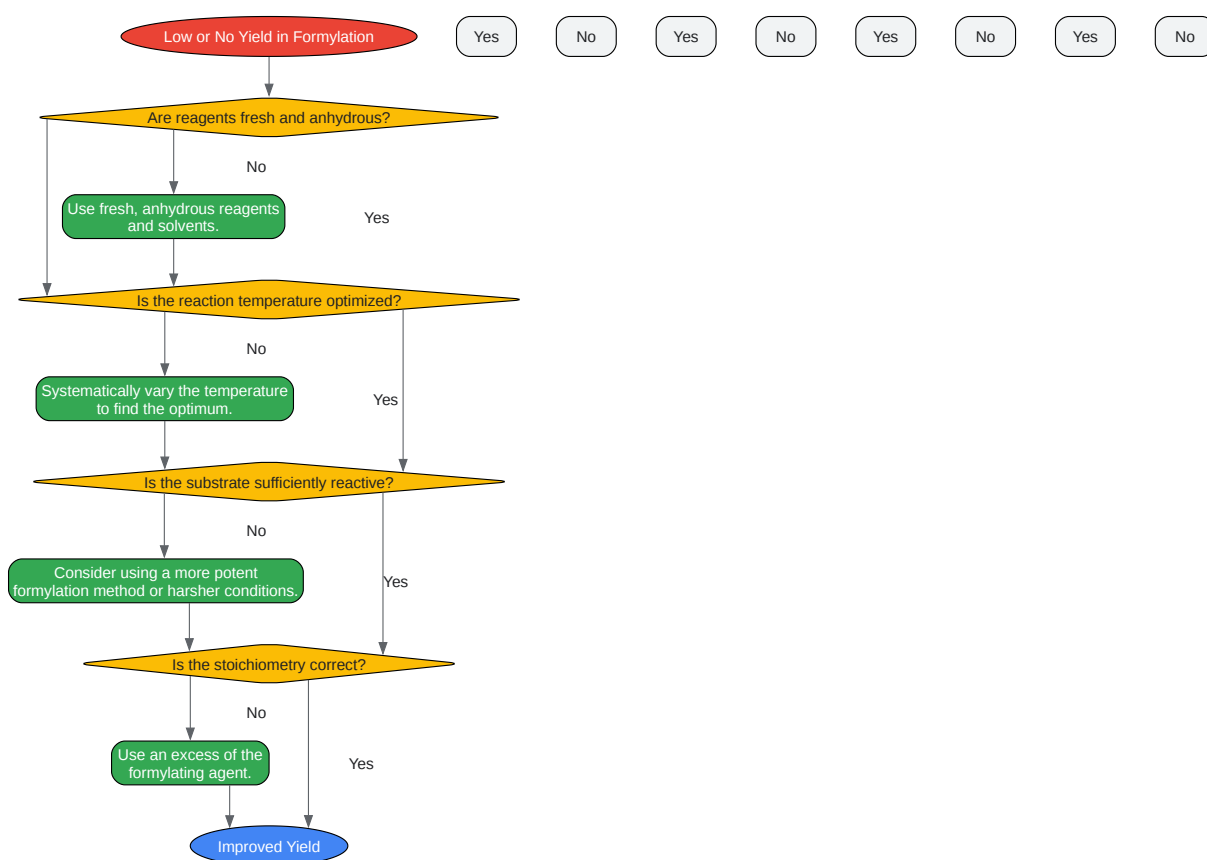 Low or No Yield in Formylation
Yes
No
Yes
No
Yes
No
Yes
No
Are reagents fresh and anhydrous?
No
Use fresh, anhydrous reagents
and solvents.
Yes
Is the reaction temperature optimized?
No
Systematically vary the temperature
to find the optimum.
Yes
Is the substrate sufficiently reactive?
No
Consider using a more potent
formylation method or harsher conditions.
Yes
Is the stoichiometry correct?
No
Use an excess of the
formylating agent.
Yes
Improved Yield